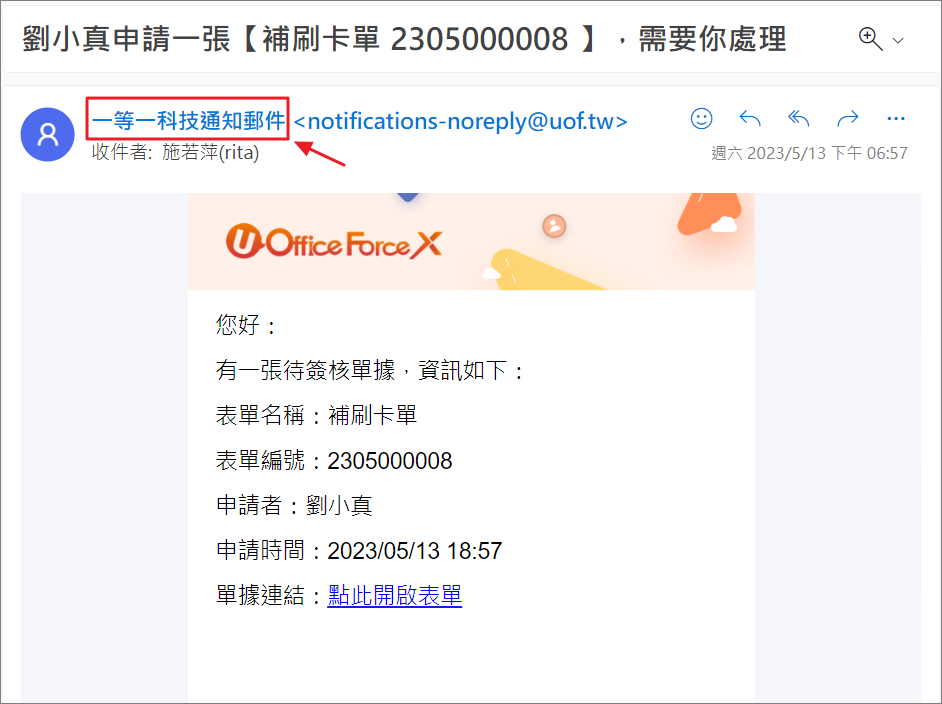 劉小真申請一張【補刷卡單 2305000008 】，需要你處理
一等一科技通知郵件 <notifications-noreply@uof.tw>
收件者: 施若萍(rita)
週六 2023/5/13 下午 06:57
U-Office Force X
您好：
有一張待簽核單據，資訊如下：
表單名稱：補刷卡單
表單編號：2305000008
申請者：劉小真
申請時間：2023/05/13 18:57
單據連結：點此開啟表單